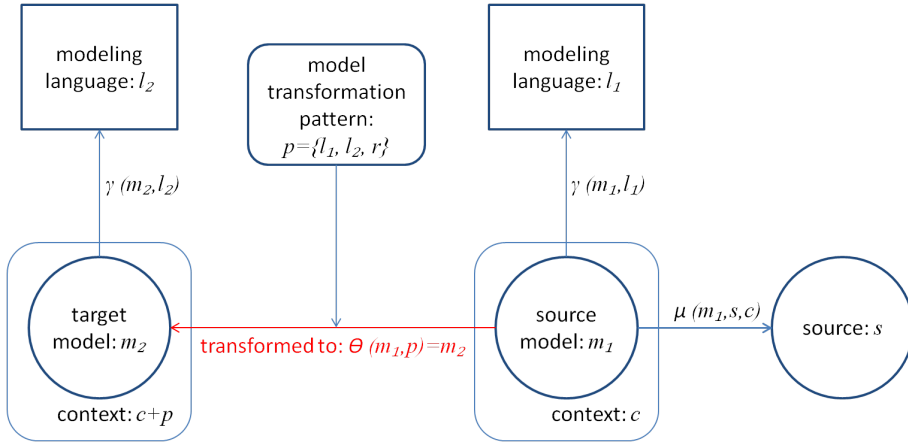 modeling
language: l₂
model
transformation
pattern:
p={l₁, l₂, r}
modeling
language: l₁
γ (m₂,l₂)
γ (m₁,l₁)
target
model: m₂
context: c+p
transformed to: Θ (m₁,p)=m₂
source
model: m₁
context: c
μ (m₁,s,c)
source: s